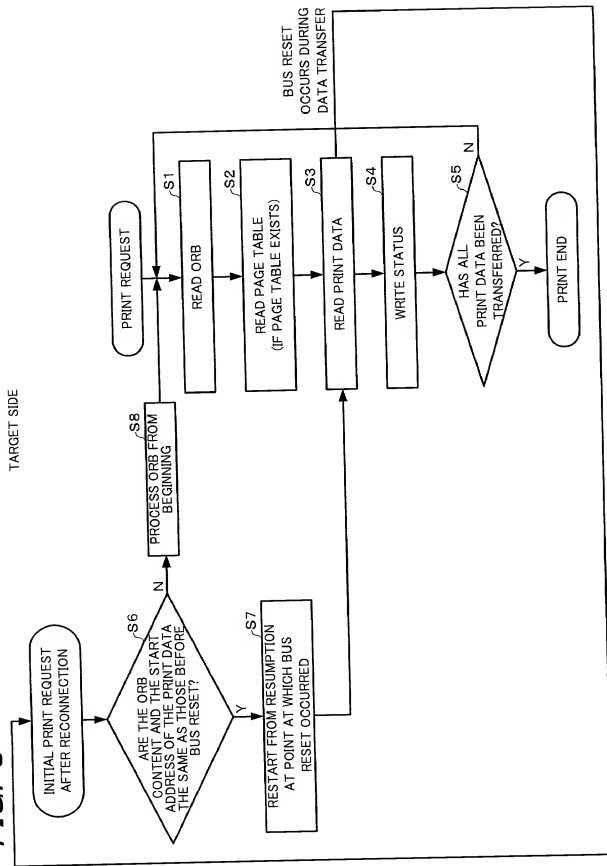 TARGET SIDE
INITIAL PRINT REQUEST
AFTER RECONNECTION
S6
ARE THE ORB
CONTENT AND THE START
ADDRESS OF THE PRINT DATA
THE SAME AS THOSE BEFORE
BUS RESET?
N
Y
S8
PROCESS ORB FROM
BEGINNING
S7
RESTART FROM RESUMPTION
AT POINT AT WHICH BUS
RESET OCCURRED
PRINT REQUEST
S1
READ ORB
S2
READ PAGE TABLE
(IF PAGE TABLE EXISTS)
S3
READ PRINT DATA
S4
WRITE STATUS
S5
HAS ALL
PRINT DATA BEEN
TRANSFERRED?
N
Y
PRINT END
BUS RESET
OCCURS DURING
DATA TRANSFER